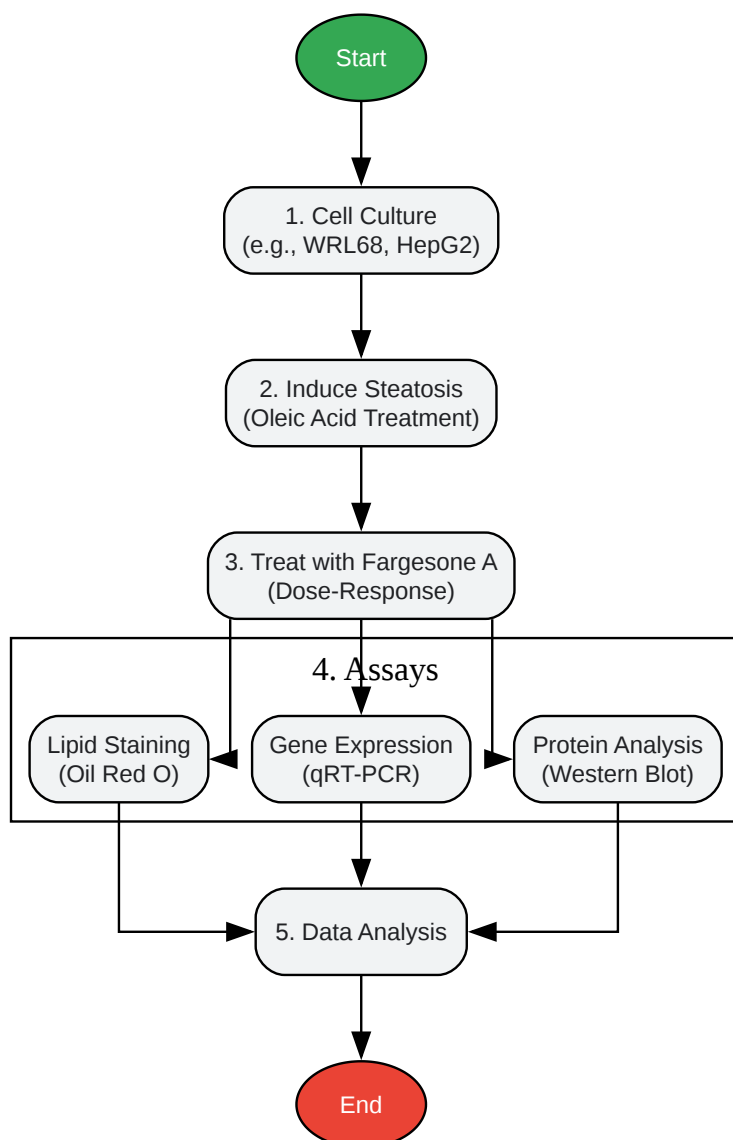 Start
1. Cell Culture
(e.g., WRL68, HepG2)
2. Induce Steatosis
(Oleic Acid Treatment)
3. Treat with Fargesone A
(Dose-Response)
4. Assays
Lipid Staining
(Oil Red O)
Gene Expression
(qRT-PCR)
Protein Analysis
(Western Blot)
5. Data Analysis
End